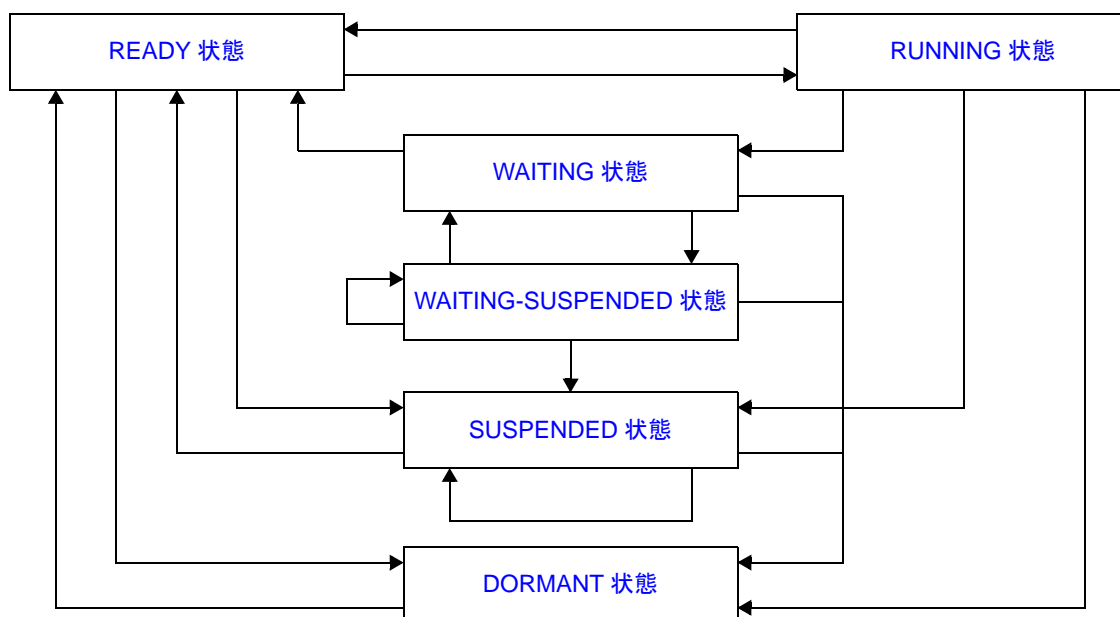 READY 状態
RUNNING 状態
WAITING 状態
WAITING-SUSPENDED 状態
SUSPENDED 状態
DORMANT 状態